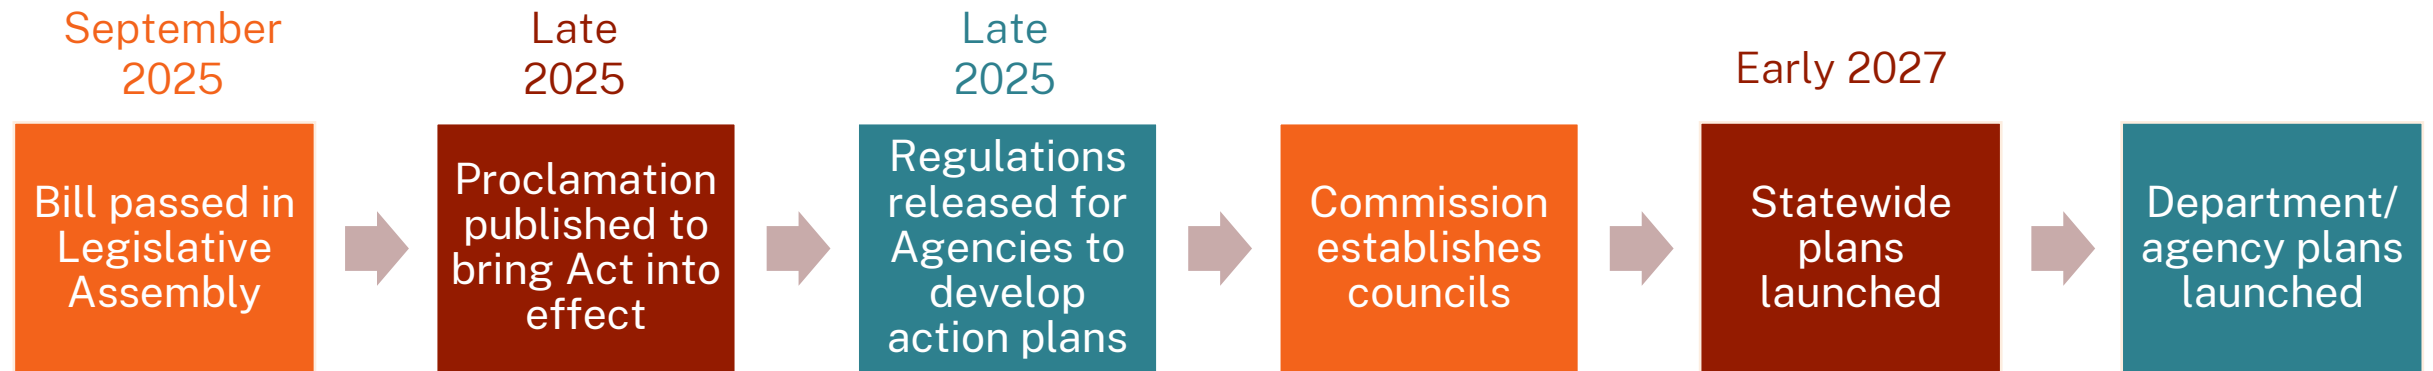 September
2025
Late
2025
Late
2025
Early 2027
Bill passed in
Legislative
Assembly
Proclamation
published to
bring Act into
effect
Regulations
released for
Agencies to
develop
action plans
Commission
establishes
councils
Statewide
plans
launched
Department/
agency plans
launched